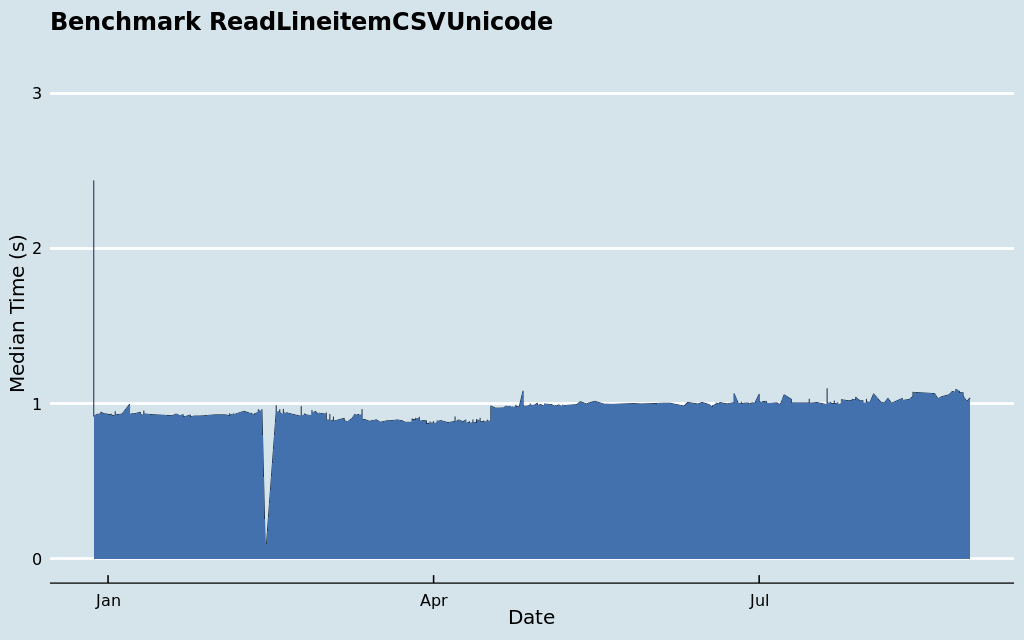 Benchmark ReadLineitemCSVUnicode
3
2
1
0
Median Time (s)
Jan
Apr
Jul
Date